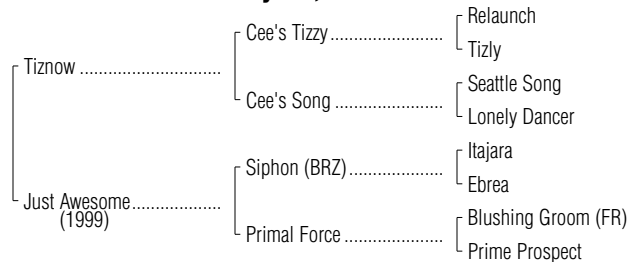 Relaunch
Cee's Tizzy ........................
Tizly
Tiznow ..............................
Seattle Song
Cee's Song .......................
Lonely Dancer
Itajara
Siphon (BRZ)....................
Ebrea
Just Awesome...................
(1999)
Blushing Groom (FR)
Primal Force .....................
Prime Prospect